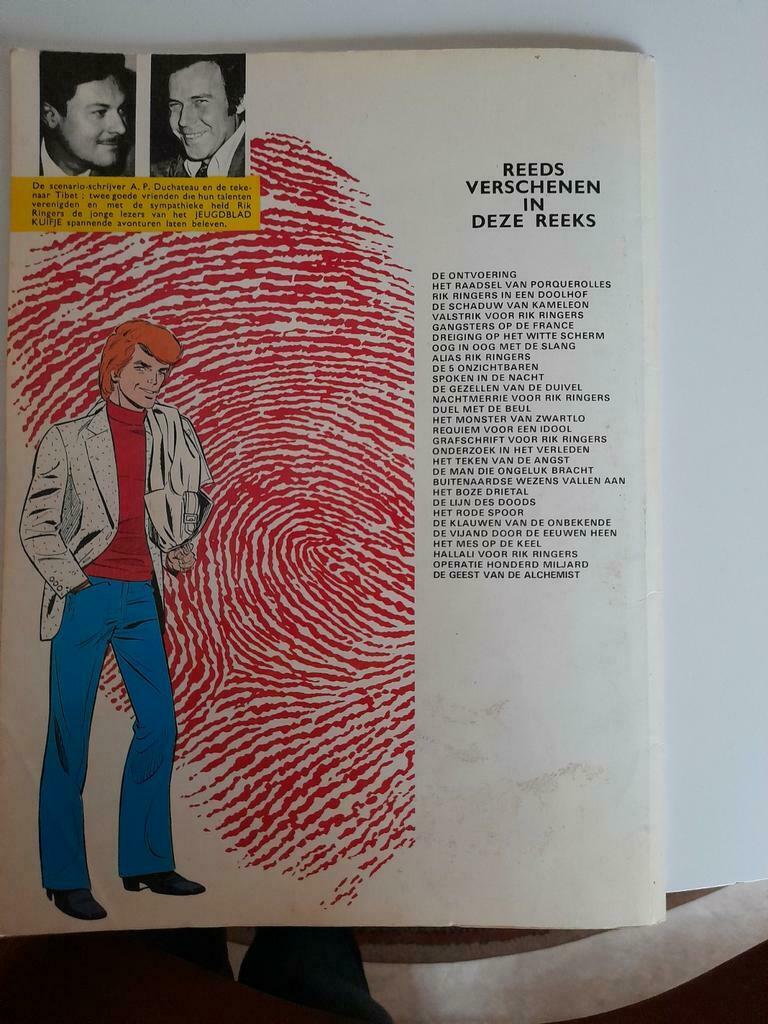 De scenario-schrijver A. P. Duchateau en de teke-
naar Tibet ; twee goede vrienden die hun talenten
verenigden en met de sympathieke held Rik
Ringers de jonge lezers van het JEUGDBLAD
KUIFJE spannende avonturen laten beleven.
REEDS
VERSCHENEN
IN
DEZE REEKS
DE ONTVOERING
HET RAADSEL VAN PORQUEROLLES
RIK RINGERS IN EEN DOOLHOF
DE SCHADUW VAN KAMELEON
VALSTRIK VOOR RIK RINGERS
GANGSTERS OP DE FRANCE
DREIGING OP HET WITTE SCHERM
OOG IN OOG MET DE SLANG
ALIAS RIK RINGERS
DE 5 ONZICHTBAREN
SPOKEN IN DE NACHT
DE GEZELLEN VAN DE DUIVEL
NACHTMERRIE VOOR RIK RINGERS
DUEL MET DE BEUL
HET MONSTER VAN ZWARTLO
REQUIEM VOOR EEN IDOOL
GRAFSCHRIFT VOOR RIK RINGERS
ONDERZOEK IN HET VERLEDEN
HET TEKEN VAN DE ANGST
DE MAN DIE ONGELUK BRACHT
BUITENAARDSE WEZENS VALLEN AAN
HET BOZE DRIETAL
DE LIJN DES DOODS
HET RODE SPOOR
DE KLAUWEN VAN DE ONBEKENDE
DE VIJAND DOOR DE EEUWEN HEEN
HET MES OP DE KEEL
HALLALI VOOR RIK RINGERS
OPERATIE HONDERD MILJARD
DE GEEST VAN DE ALCHEMIST